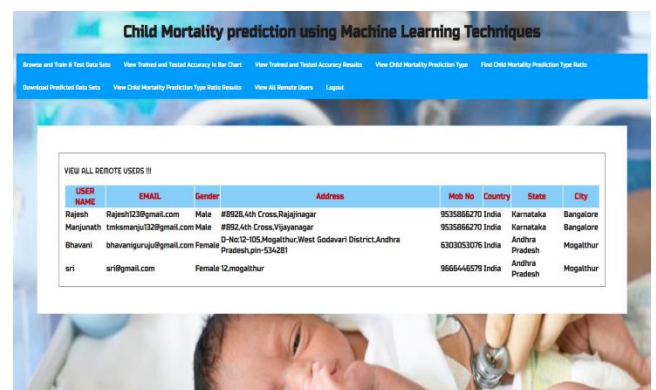 Child Mortality prediction using Machine Learning Techniques
Browse and Train & Test Data Sets View Trained and Tested Accuracy in Bar Chart View Trained and Tested Accuracy Results View Child Mortality Prediction Type Find Child Mortality Prediction Type Ratio
Download Predicted Data Sets View Child Mortality Prediction Type Ratio Results View All Remote Users Logout
VIEW ALL REMOTE USERS !!!
USER NAME EMAIL Gender Address Mob No Country State City
Rajesh Rajesh123@gmail.com Male #8928,4th Cross,Rajajinagar 9535866270 India Karnataka Bangalore
Manjunath tmksmanju132@gmail.com Male #892,4th Cross,Vijayanagar 9535866270 India Karnataka Bangalore
Bhavani bhavaniguruju@gmail.com Female D-No:12-105,Mogalthur,West Godavari District,Andhra Pradesh,pin-534281 6303053076 India Andhra Pradesh Mogalthur
sri sri@gmail.com Female 12,mogalthur 9666446579 India Andhra Pradesh Mogalthur